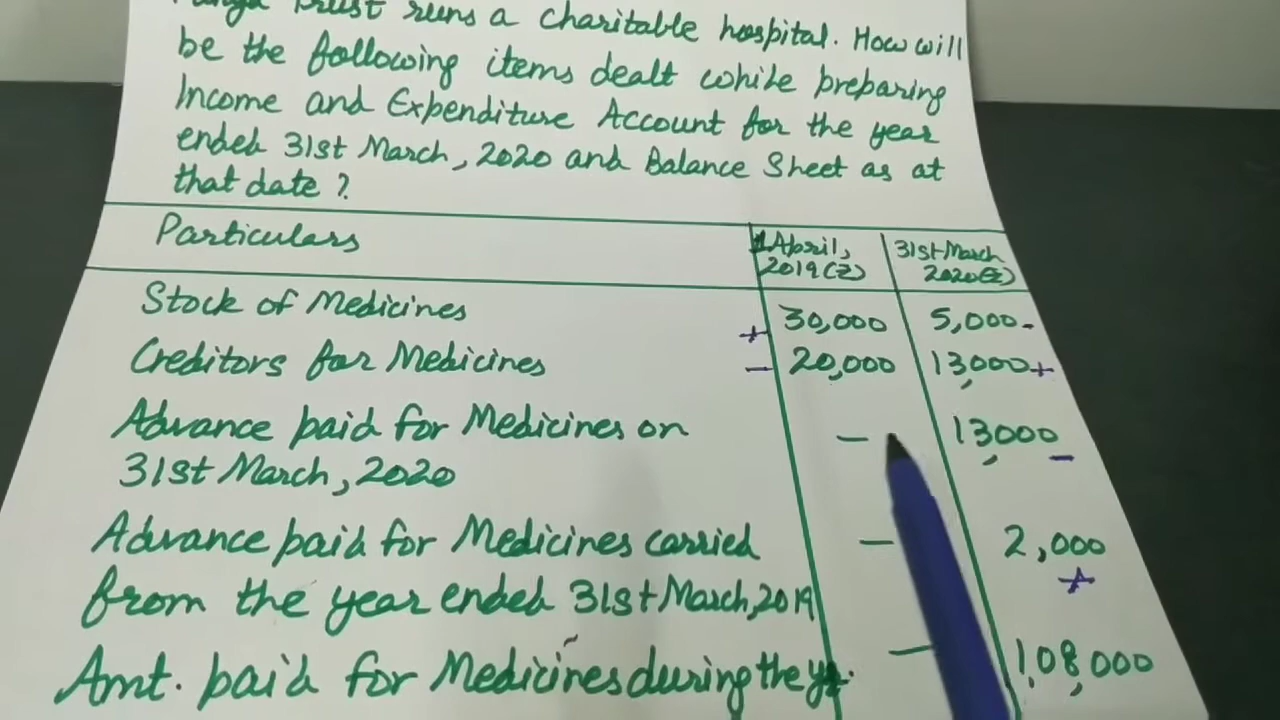 Trust runs a charitable hospital. How will
be the following items dealt while preparing
Income and Expenditure Account for the year
ended 31st March, 2020 and Balance Sheet as at
that date?
Particulars 1 April, 2019(₹) 31st March 2020(₹)
Stock of Medicines + 30,000 5,000 -
Creditors for Medicines - 20,000 13,000 +
Advance paid for Medicines on - 13,000 -
31st March, 2020
Advance paid for Medicines carried - 2,000 +
from the year ended 31st March, 2019
Amt. paid for Medicines during the yr. - 1,08,000